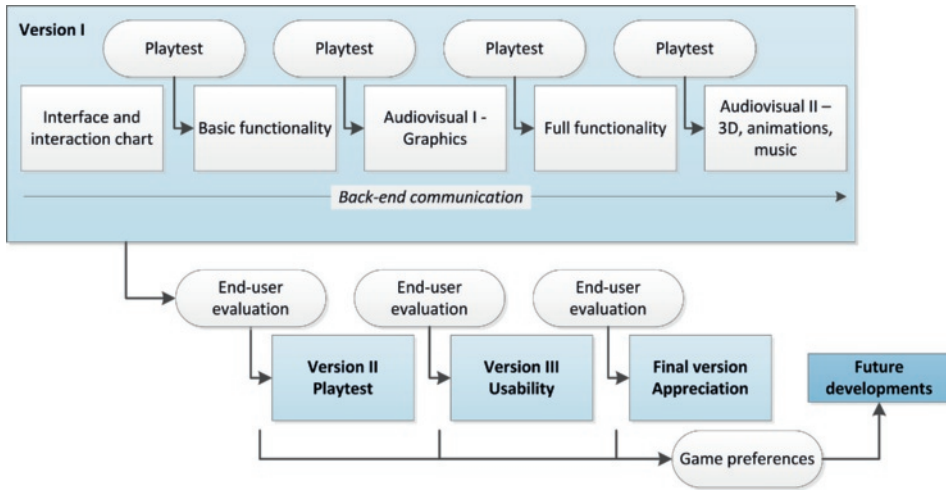 Version I
Playtest
Playtest
Playtest
Playtest
Interface and
interaction chart
Basic functionality
Audiovisual I -
Graphics
Full functionality
Audiovisual II –
3D, animations,
music
Back-end communication
End-user
evaluation
End-user
evaluation
End-user
evaluation
Version II
Playtest
Version III
Usability
Final version
Appreciation
Future
developments
Game preferences